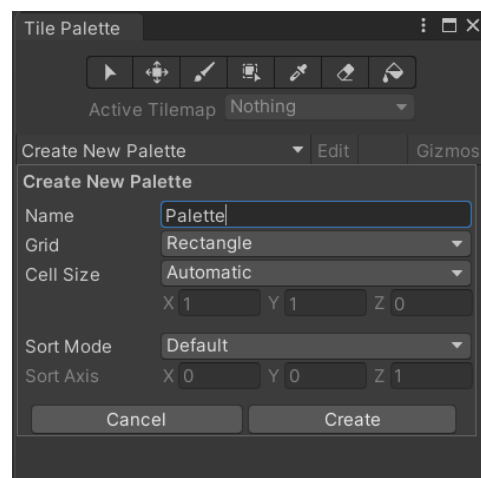 Tile Palette
Active Tilemap Nothing
Create New Palette Edit Gizmos
Create New Palette
Name Palette
Grid Rectangle
Cell Size Automatic
X 1 Y 1 Z 0
Sort Mode Default
Sort Axis X 0 Y 0 Z 1
Cancel Create